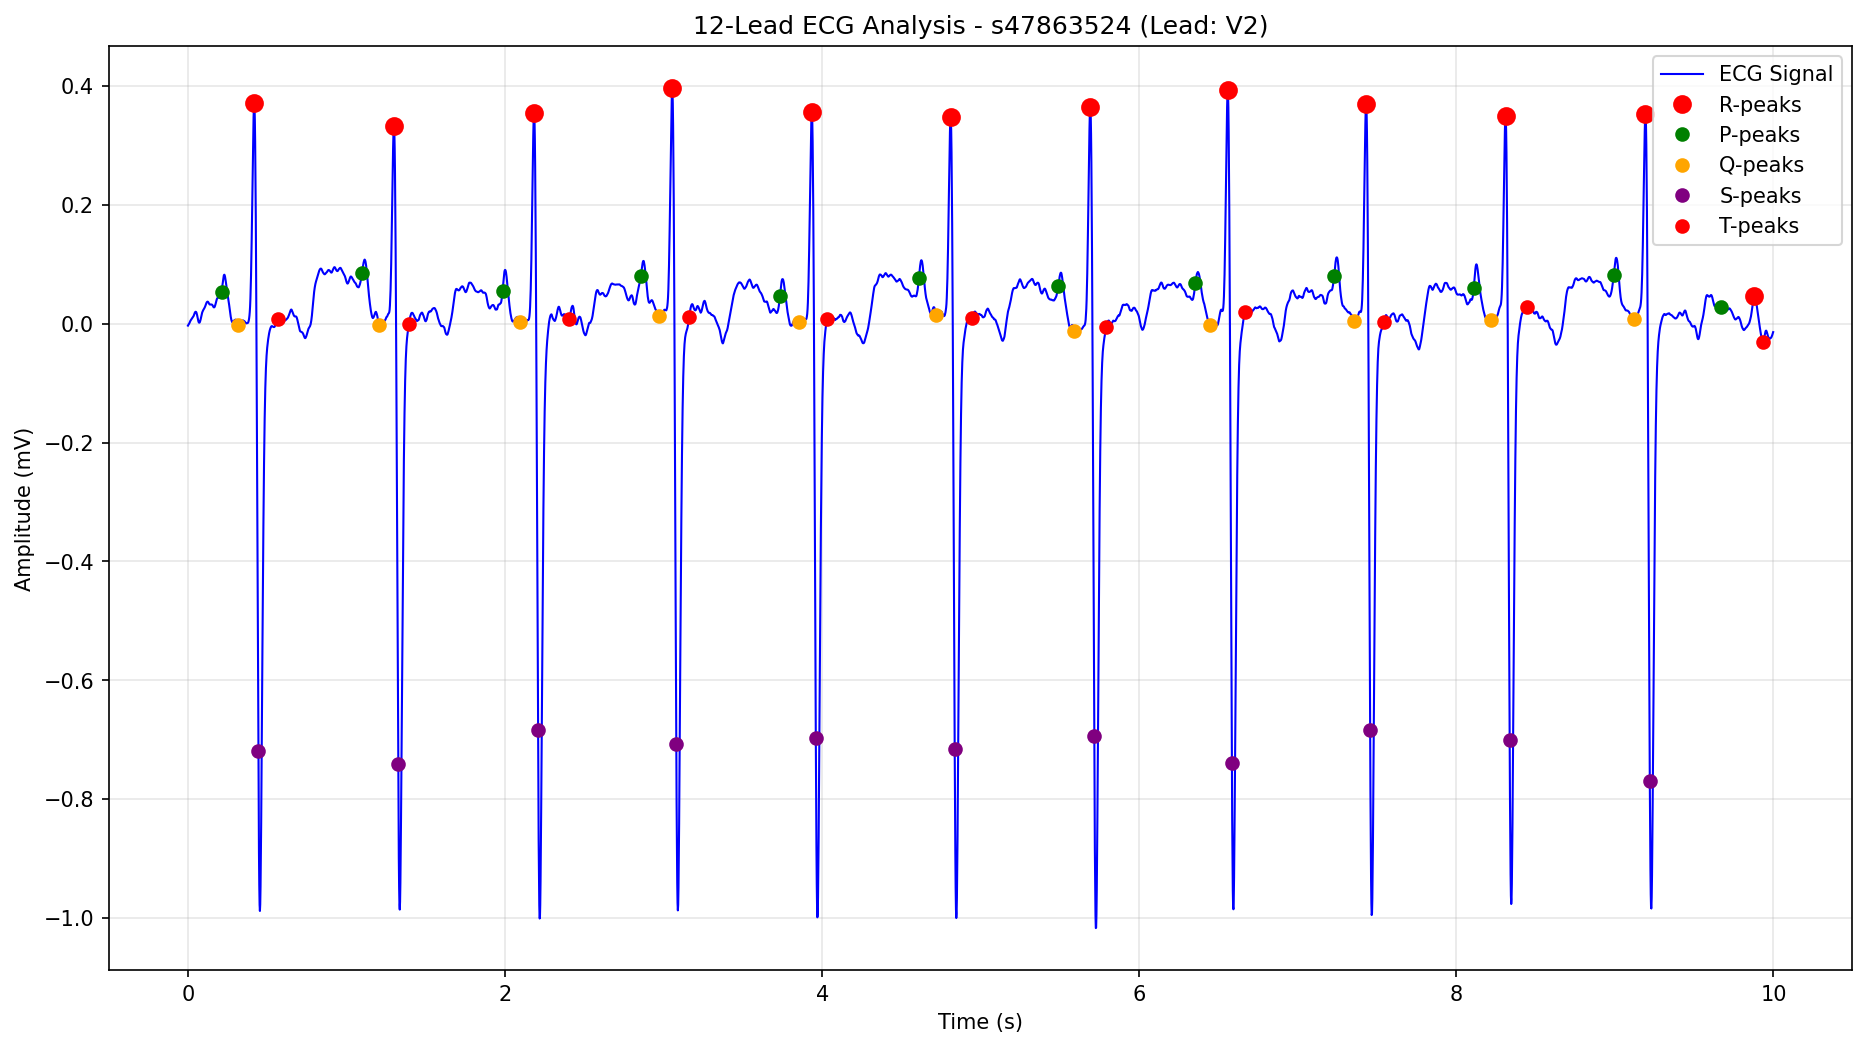 12-Lead ECG Analysis - s47863524 (Lead: V2)
ECG Signal
R-peaks
P-peaks
Q-peaks
S-peaks
T-peaks
0.4
0.2
0.0
−0.2
−0.4
−0.6
−0.8
−1.0
Amplitude (mV)
0 2 4 6 8 10
Time (s)